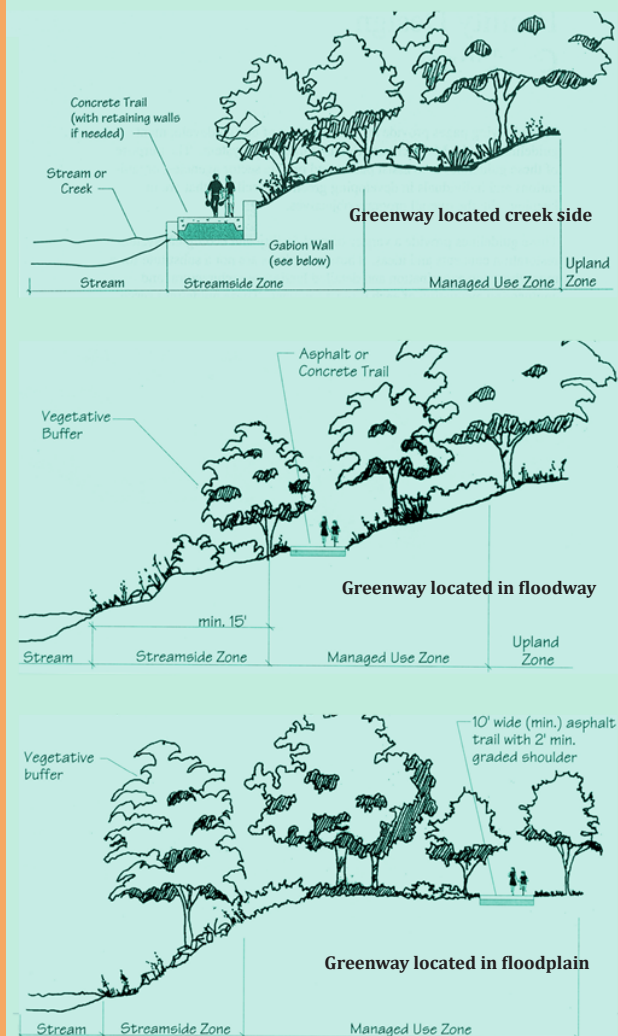 Concrete Trail
(with retaining walls
if needed)
Stream or
Creek
Greenway located creek side
Gabion Wall
(see below)
Upland
Zone
Stream
Streamside Zone
Managed Use Zone
Asphalt or
Concrete Trail
Vegetative
Buffer
Greenway located in floodway
min. 15'
Stream
Streamside Zone
Managed Use Zone
Upland
Zone
10' wide (min.) asphalt
trail with 2' min.
graded shoulder
Vegetative
buffer
Greenway located in floodplain
Stream
Streamside Zone
Managed Use Zone